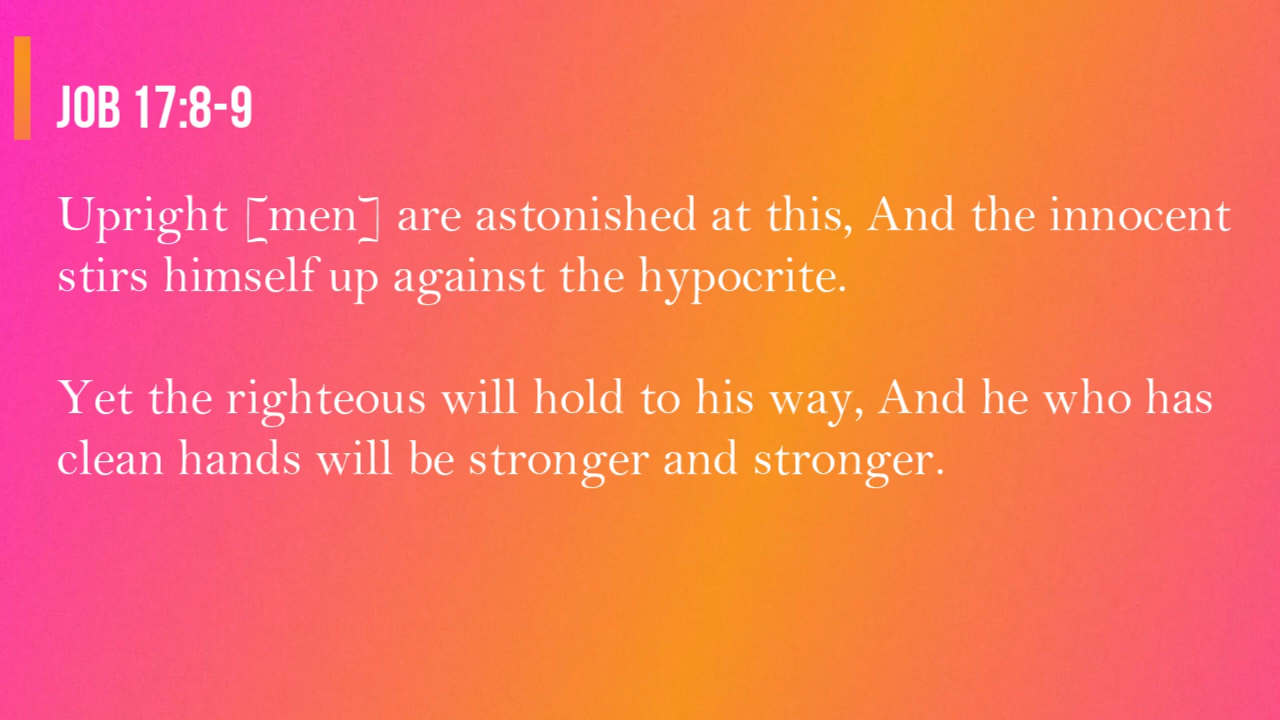 JOB 17:8-9
Upright [men] are astonished at this, And the innocent
stirs himself up against the hypocrite.
Yet the righteous will hold to his way, And he who has
clean hands will be stronger and stronger.